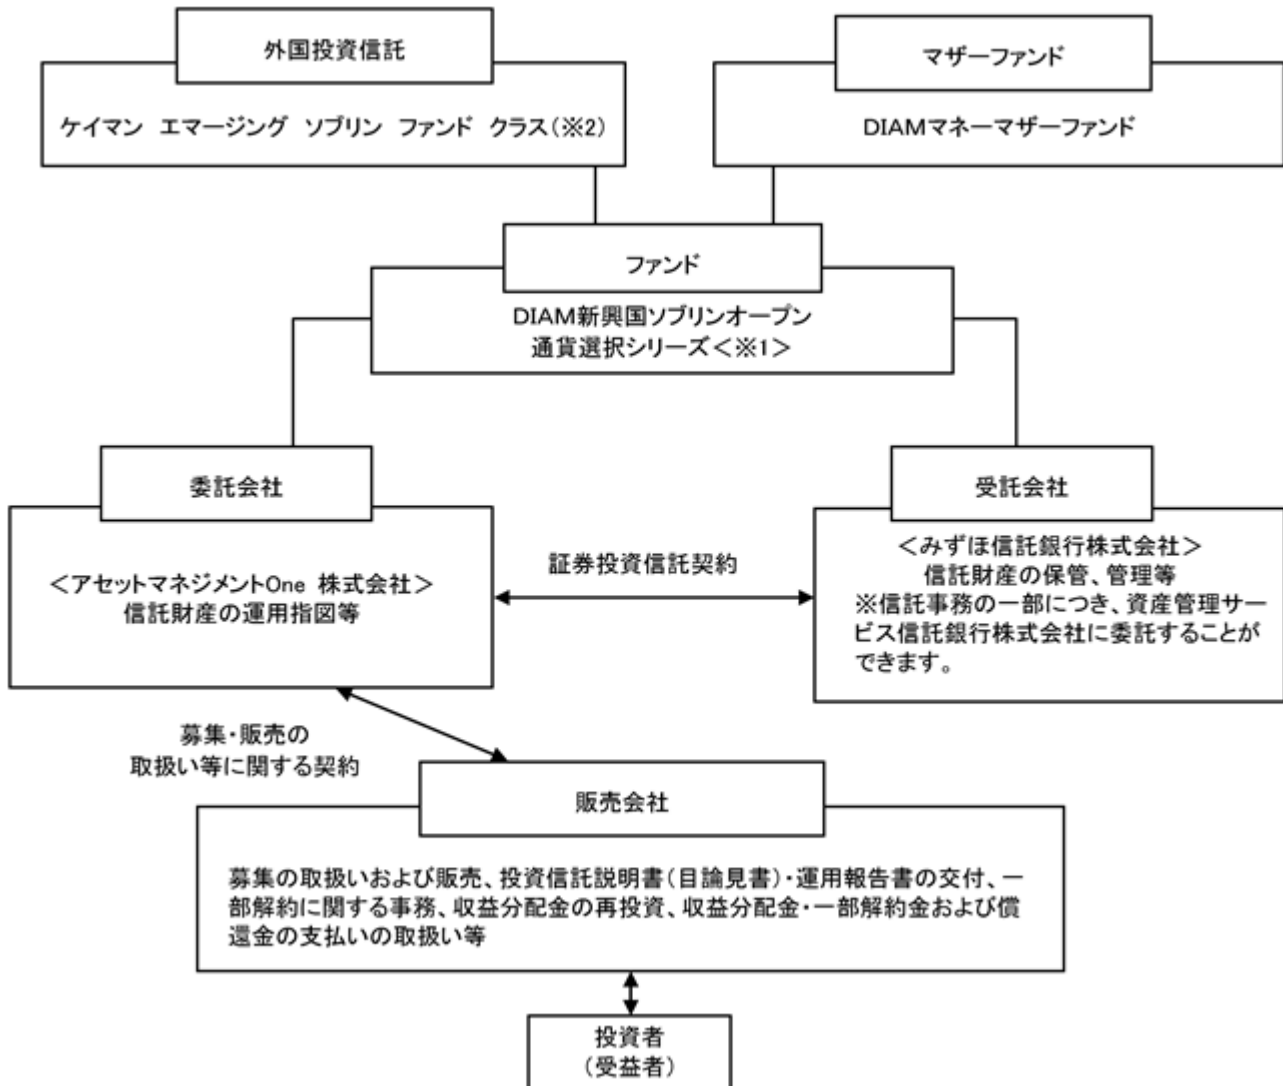 外国投資信託
ケイマン エマージング ソブリン ファンド クラス(※2)
マザーファンド
DIAMマネーマザーファンド
ファンド
DIAM新興国ソブリンオープン
通貨選択シリーズ<※1>
委託会社
<アセットマネジメントOne 株式会社>
信託財産の運用指図等
証券投資信託契約
受託会社
<みずほ信託銀行株式会社>
信託財産の保管、管理等
※信託事務の一部につき、資産管理サー
ビス信託銀行株式会社に委託することが
できます。
募集・販売の
取扱い等に関する契約
販売会社
募集の取扱いおよび販売、投資信託説明書(目論見書)・運用報告書の交付、一
部解約に関する事務、収益分配金の再投資、収益分配金・一部解約金および償
還金の支払いの取扱い等
投資者
(受益者)